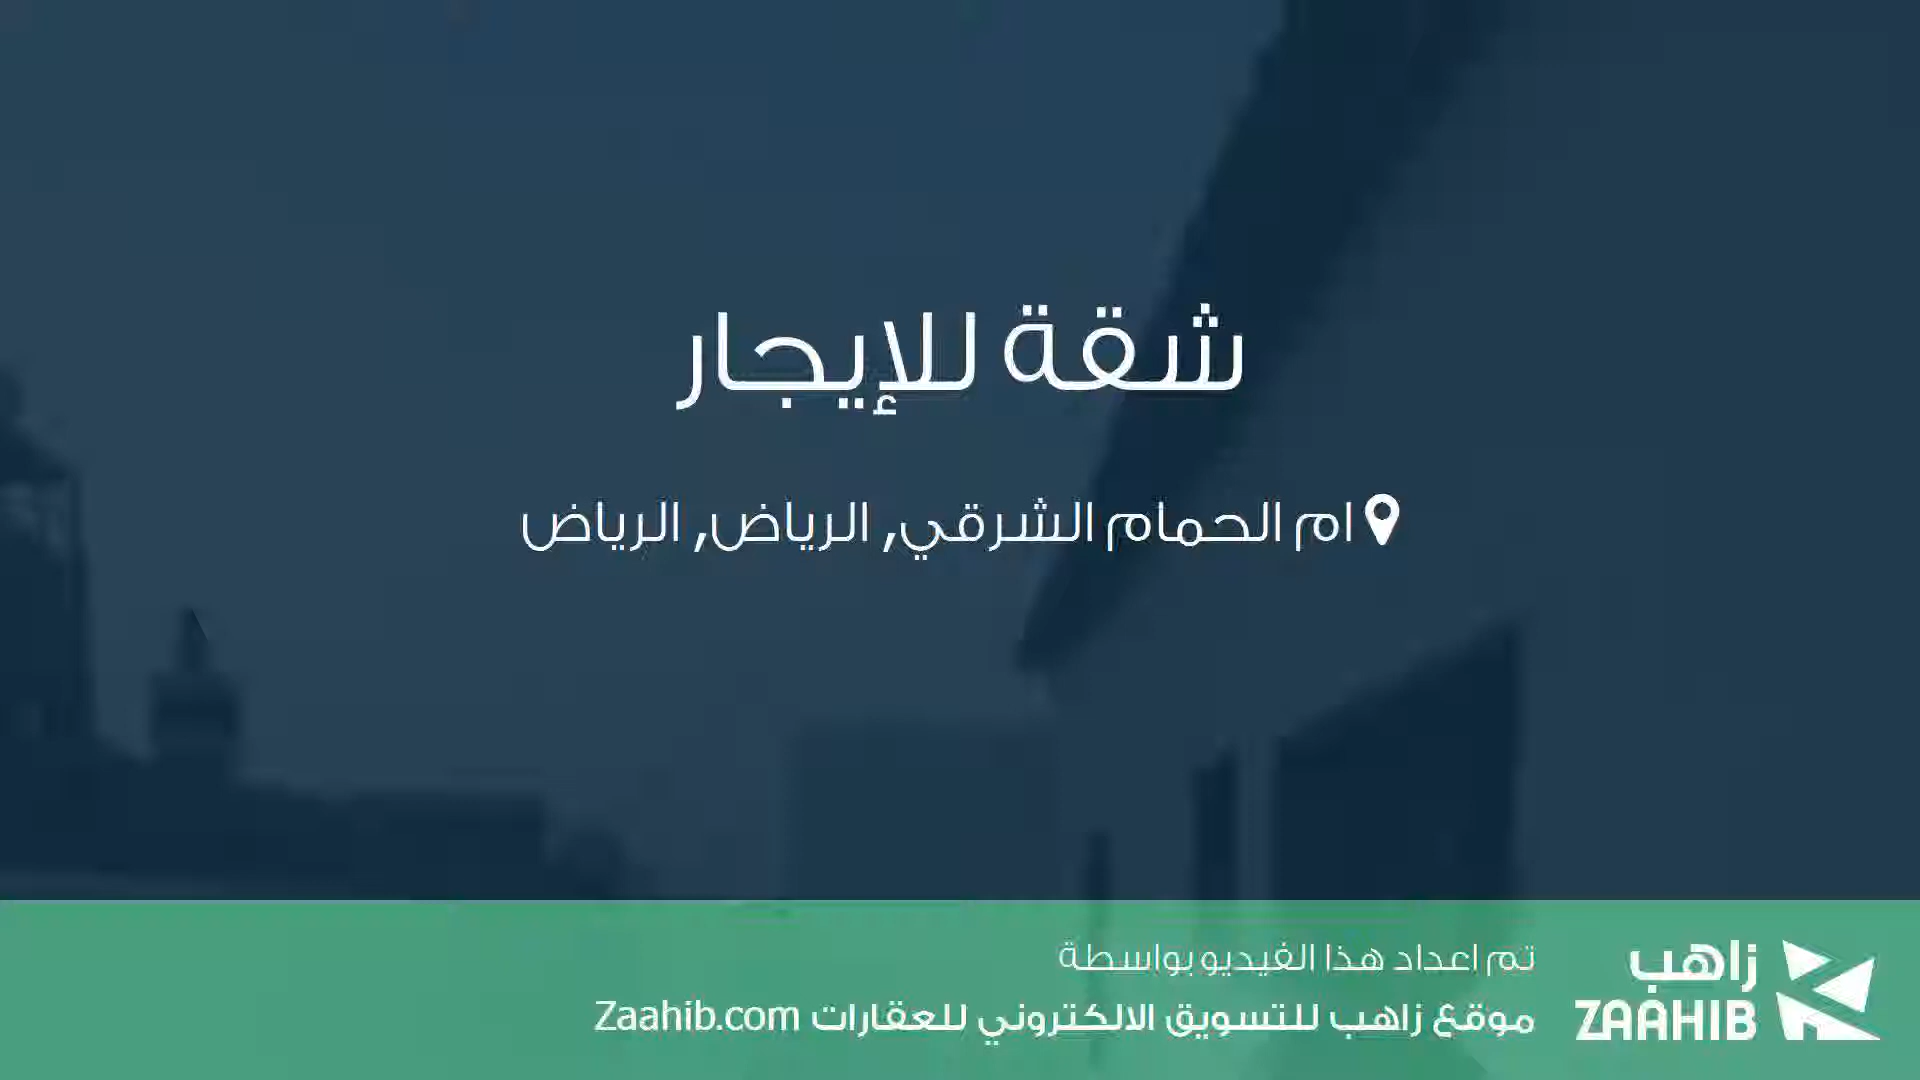 شقة للإيجار
ام الحمام الشرقي, الرياض, الرياض
تم اعداد هذا الفيديو بواسطة
موقع زاهب للتسويق الالكتروني للعقارات Zaahib.com
زاهب
ZAAHIB